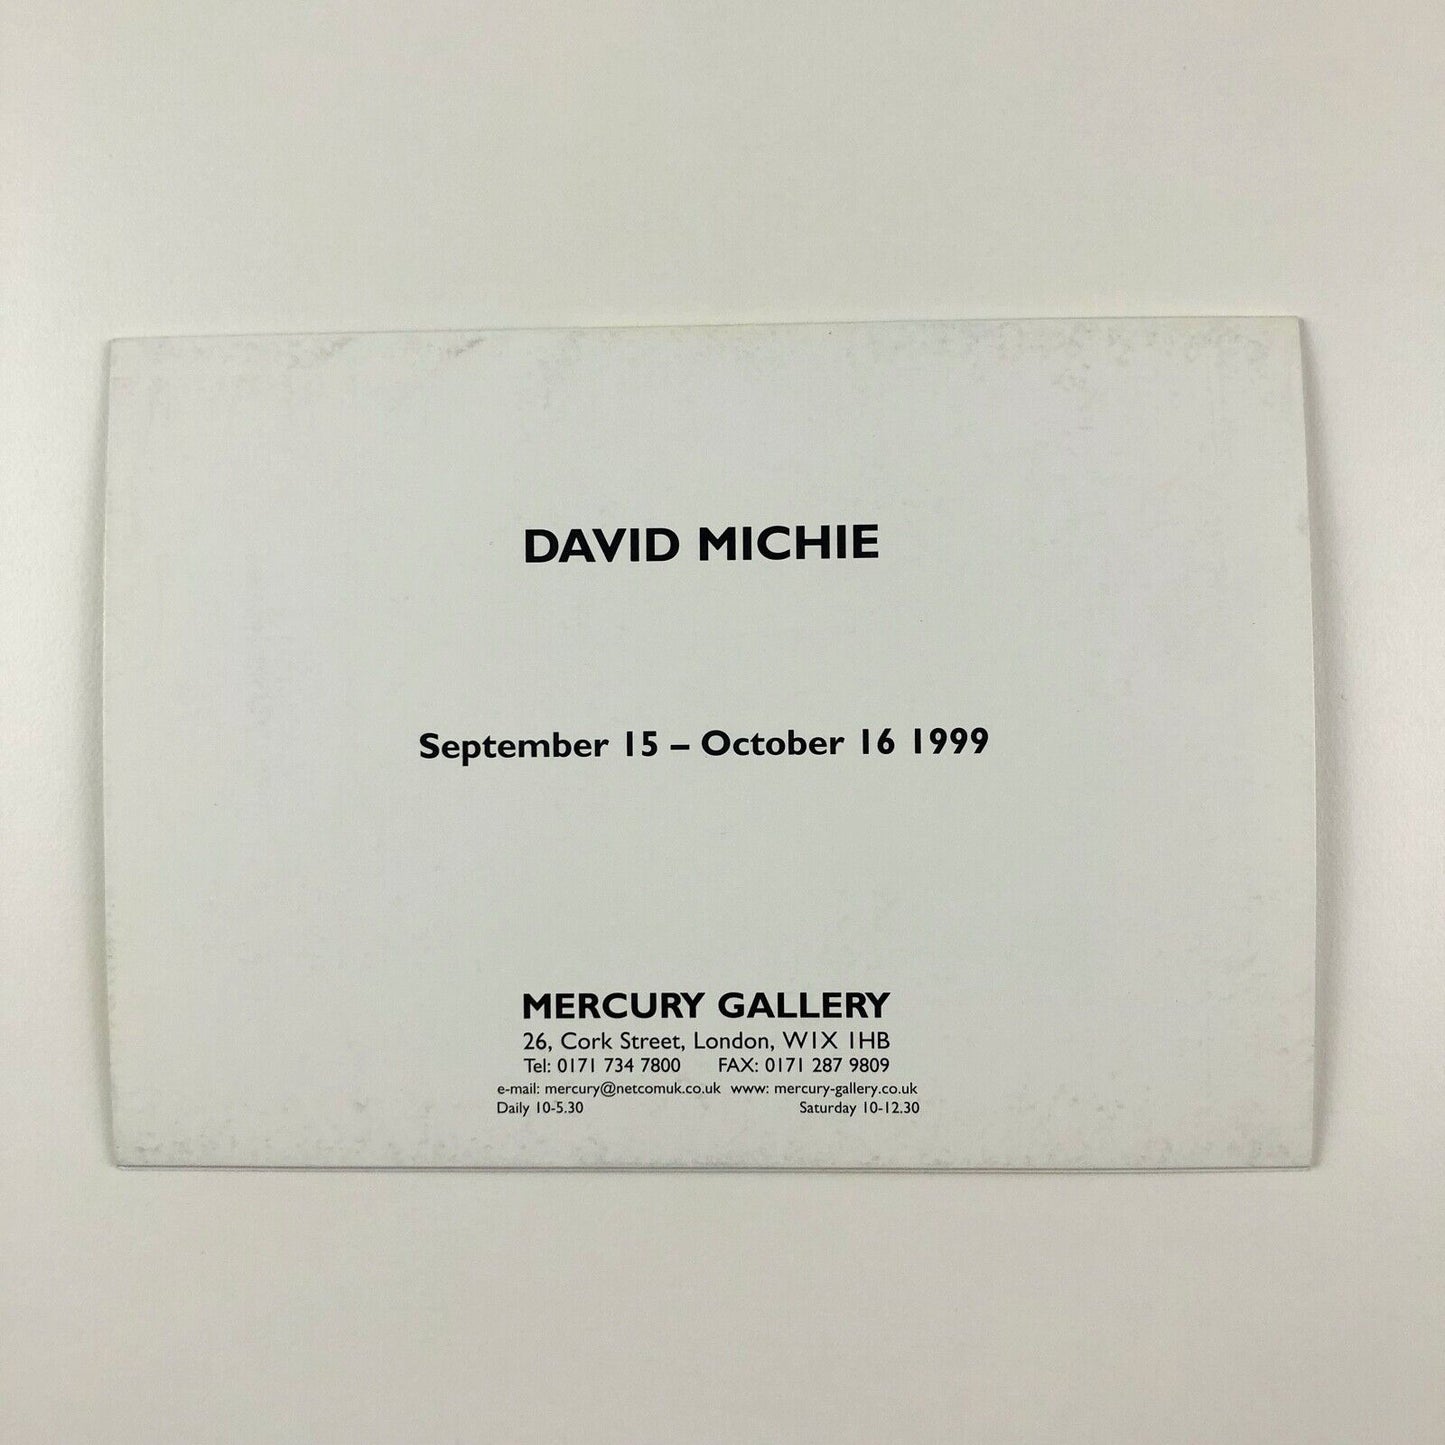 DAVID MICHIE
September 15 – October 16 1999
MERCURY GALLERY
26, Cork Street, London, W1X 1HB
Tel: 0171 734 7800 FAX: 0171 287 9809
e-mail: mercury@netcomuk.co.uk www: mercury-gallery.co.uk
Daily 10-5.30 Saturday 10-12.30